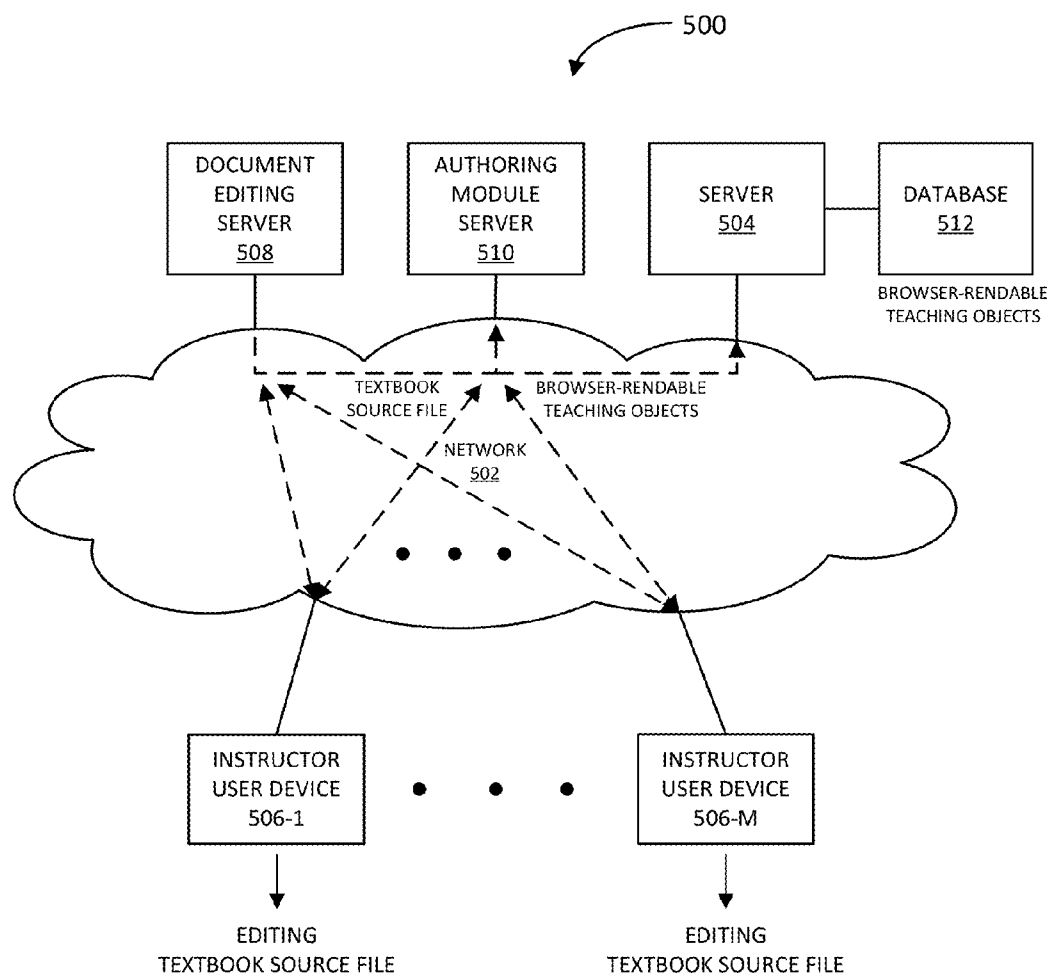 500
DOCUMENT
EDITING
SERVER
508
AUTHORING
MODULE
SERVER
510
SERVER
504
DATABASE
512
BROWSER-RENDABLE
TEACHING OBJECTS
TEXTBOOK
SOURCE FILE
BROWSER-RENDABLE
TEACHING OBJECTS
NETWORK
502
INSTRUCTOR
USER DEVICE
506-1
INSTRUCTOR
USER DEVICE
506-M
EDITING
TEXTBOOK SOURCE FILE
EDITING
TEXTBOOK SOURCE FILE